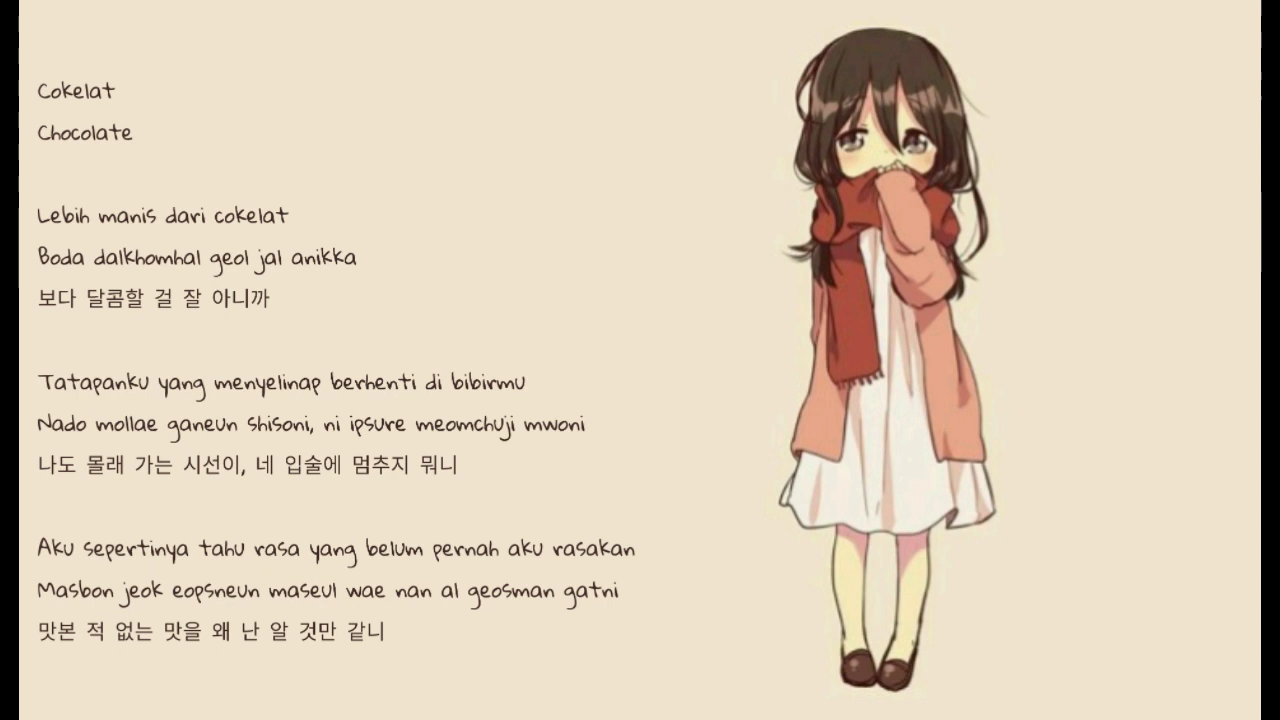 Cokelat
Chocolate
Lebih manis dari cokelat
Boda dalkhomhal geol jal anikka
보다 달콤할 걸 잘 아니까
Tatapanku yang menyelinap berhenti di bibirmu
Nado mollae ganeun shisoni, ni ipsure meomchuji mwoni
나도 몰래 가는 시선이, 네 입술에 멈추지 뭐니
Aku sepertinya tahu rasa yang belum pernah aku rasakan
Masbon jeok eopsneun maseul wae nan al geosman gatni
맛본 적 없는 맛을 왜 난 알 것만 같니